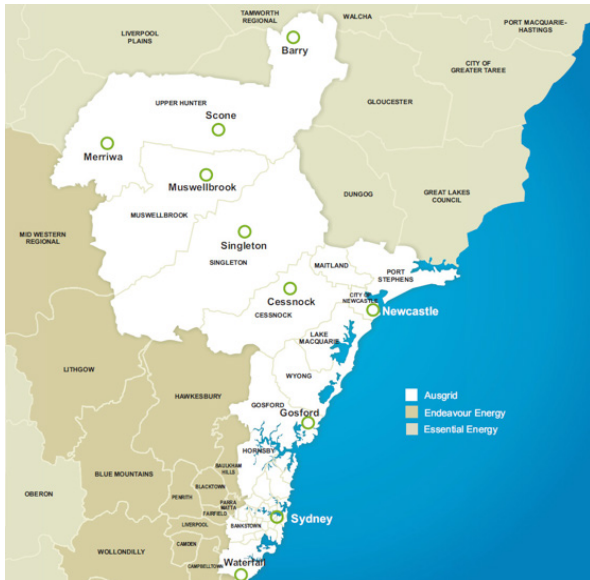 TAMWORTH
REGIONAL
WALCHA
PORT MACQUARIE-
HASTINGS
LIVERPOOL
PLAINS
Barry
CITY OF
GREATER TAREE
UPPER HUNTER
GLOUCESTER
Scone
Merriwa
Muswellbrook
DUNGOG
GREAT LAKES
COUNCIL
MUSWELLBROOK
MID WESTERN
REGIONAL
Singleton
SINGLETON
MAITLAND
PORT
STEPHENS
Cessnock
CESSNOCK
CITY OF
NEWCASTLE
Newcastle
LAKE
MACQUARIE
LITHGOW
WYONG
HAWKESBURY
GOSFORD
Gosford
Ausgrid
Endeavour Energy
Essential Energy
HORNSBY
BAULKHAM
HILLS
BLUE MOUNTAINS
BLACKTOWN
OBERON
PENRITH
PARRA
MATTA
FAIRFIELD
Sydney
LIVERPOOL
BANKSTOWN
WOLLONDILLY
CAMDEN
CAMPBELLTOWN
Waterfall